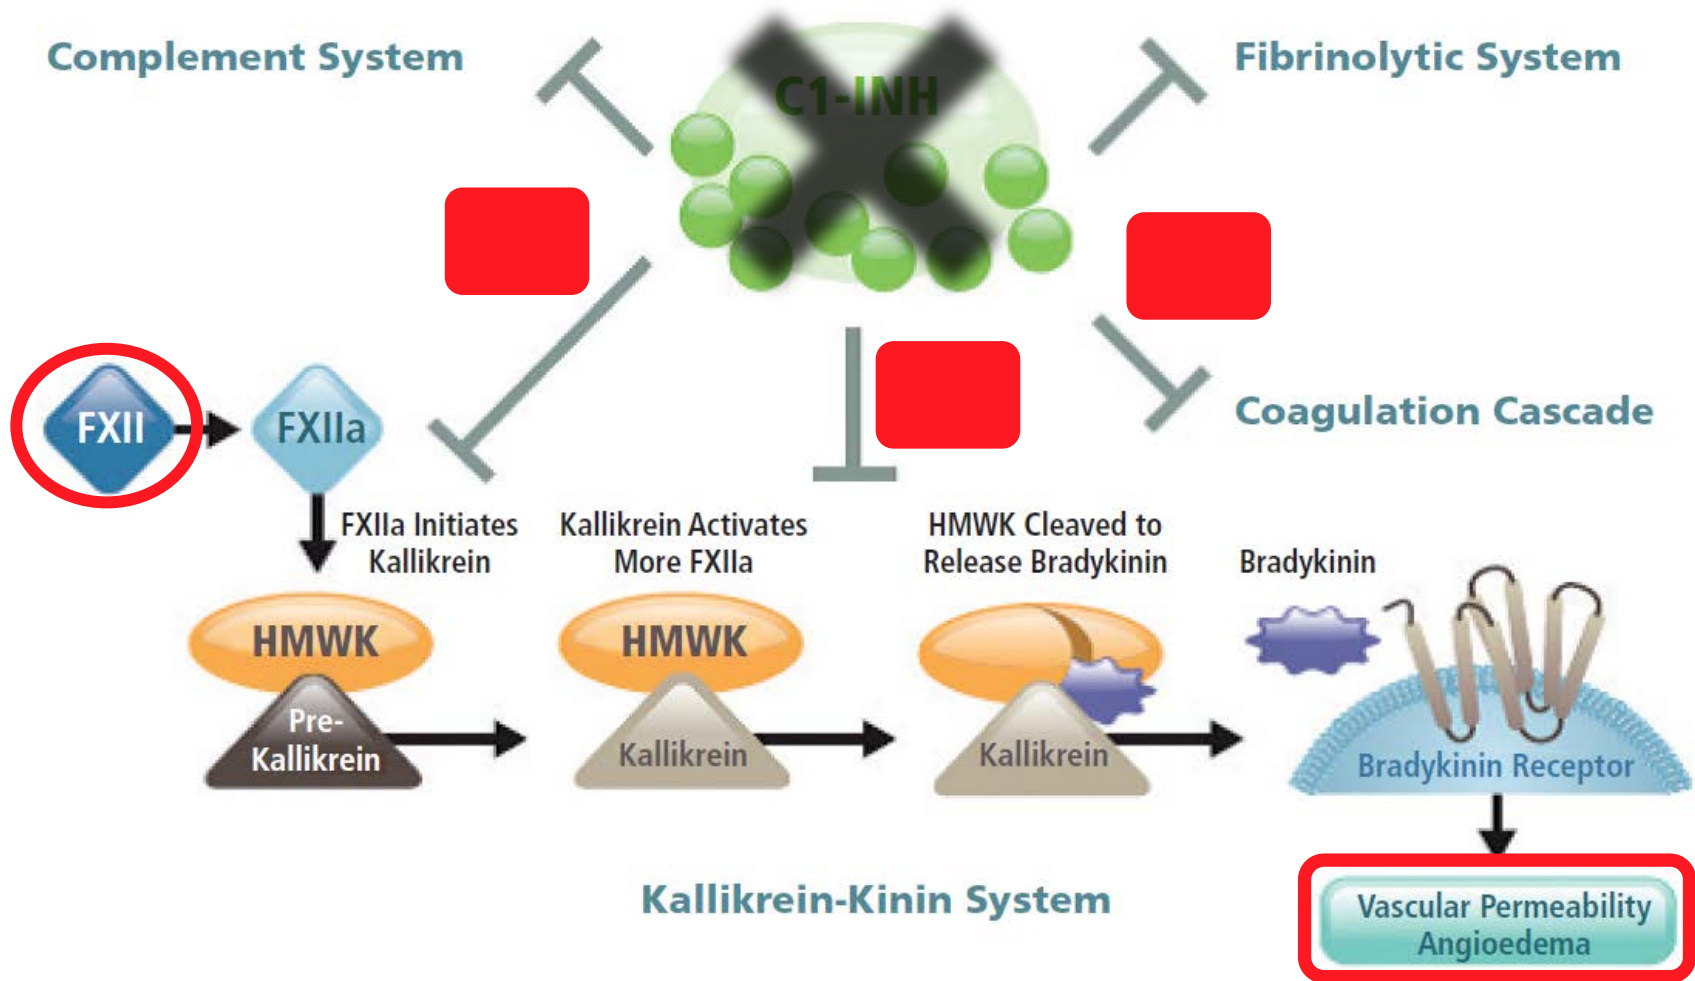 Complement System
C1-INH
Fibrinolytic System
FXII
FXIIa
Coagulation Cascade
FXIIa Initiates
Kallikrein
Kallikrein Activates
More FXIIa
HMWK Cleaved to
Release Bradykinin
Bradykinin
HMWK
HMWK
Pre-
Kallikrein
Kallikrein
Kallikrein
Bradykinin Receptor
Kallikrein-Kinin System
Vascular Permeability
Angioedema